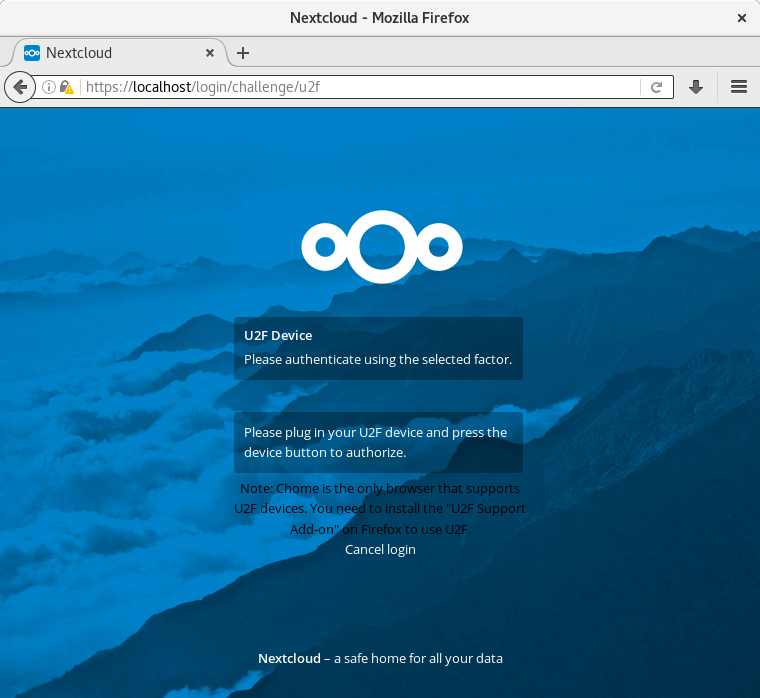 Nextcloud - Mozilla Firefox
Nextcloud
https://localhost/login/challenge/u2f
U2F Device
Please authenticate using the selected factor.
Please plug in your U2F device and press the
device button to authorize.
Note: Chome is the only browser that supports
U2F devices. You need to install the "U2F Support
Add-on" on Firefox to use U2F.
Cancel login
Nextcloud – a safe home for all your data